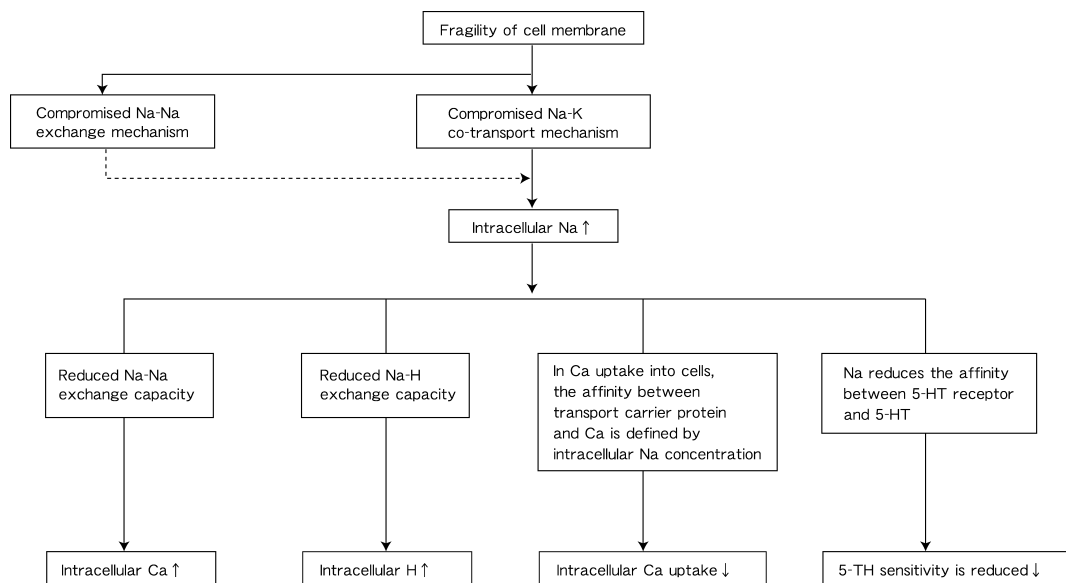 Fragility of cell membrane
Compromised Na-Na
exchange mechanism
Compromised Na-K
co-transport mechanism
Intracellular Na↑
Reduced Na-Na
exchange capacity
Reduced Na-H
exchange capacity
In Ca uptake into cells,
the affinity between
transport carrier protein
and Ca is defined by
intracellular Na concentration
Na reduces the affinity
between 5-HT receptor
and 5-HT
Intracellular Ca↑
Intracellular H↑
Intracellular Ca uptake↓
5-TH sensitivity is reduced↓